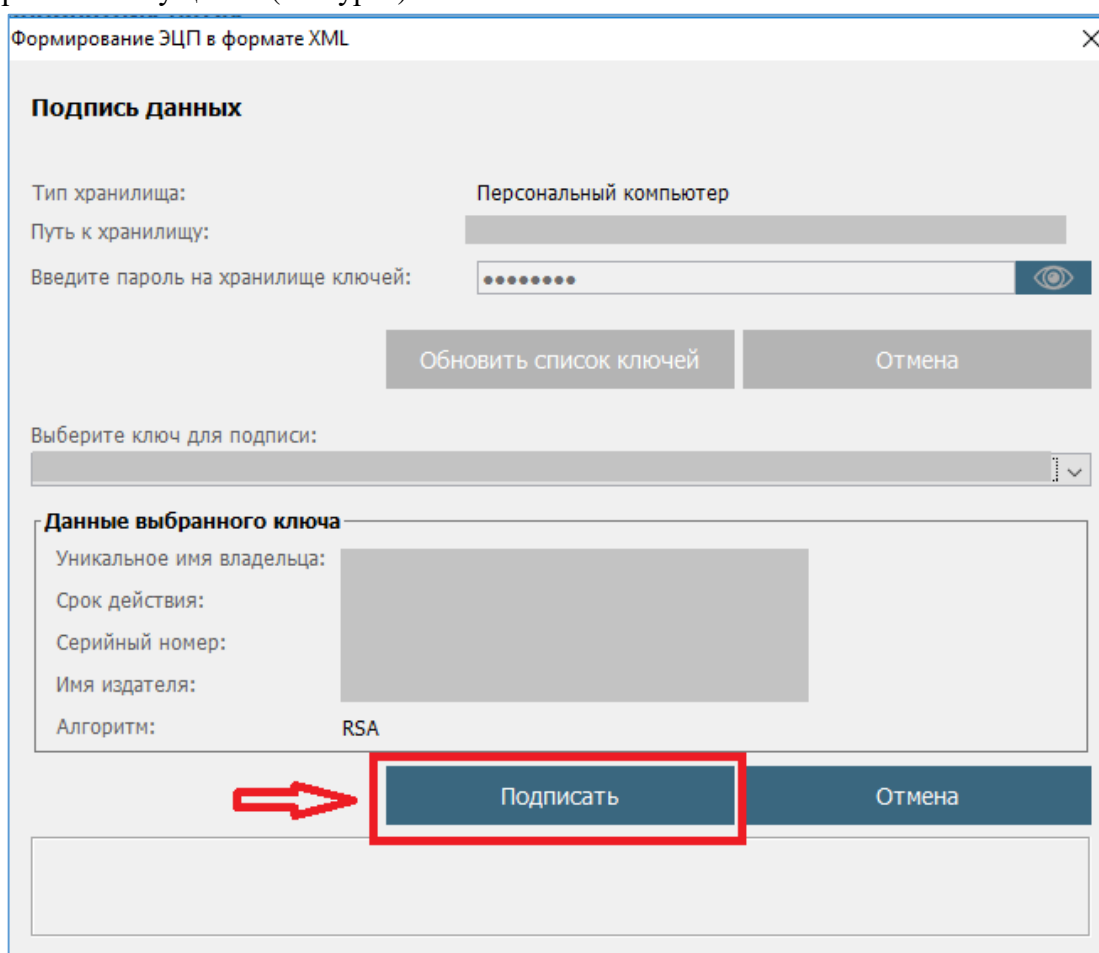 Формирование ЭЦП в формате XML
Подпись данных
Тип хранилища: Персональный компьютер
Путь к хранилищу:
Введите пароль на хранилище ключей: ●●●●●●●●
Обновить список ключей Отмена
Выберите ключ для подписи:
Данные выбранного ключа
Уникальное имя владельца:
Срок действия:
Серийный номер:
Имя издателя:
Алгоритм: RSA
Подписать Отмена